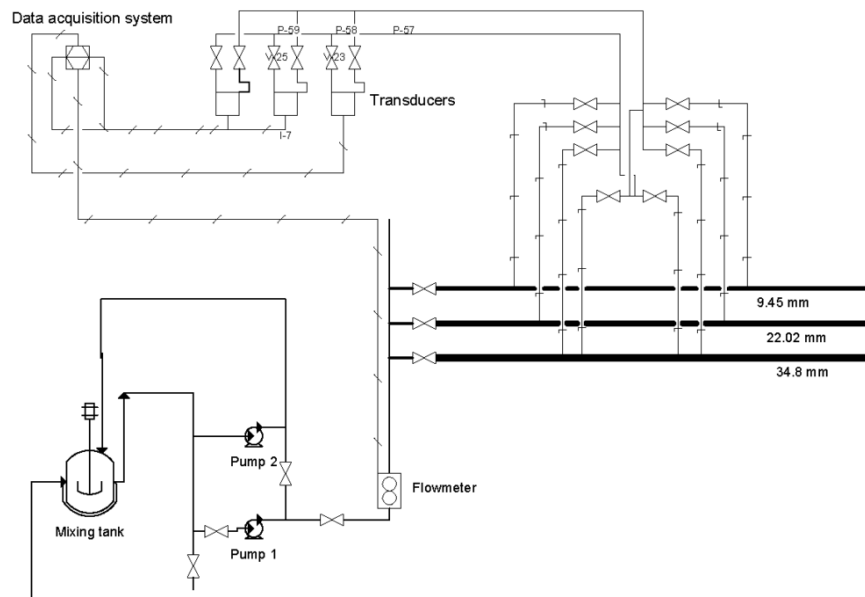 Data acquisition system
P-59
P-58
P-57
V-25
V-23
Transducers
I-7
9.45 mm
22.02 mm
34.8 mm
Pump 2
Flowmeter
Mixing tank
Pump 1